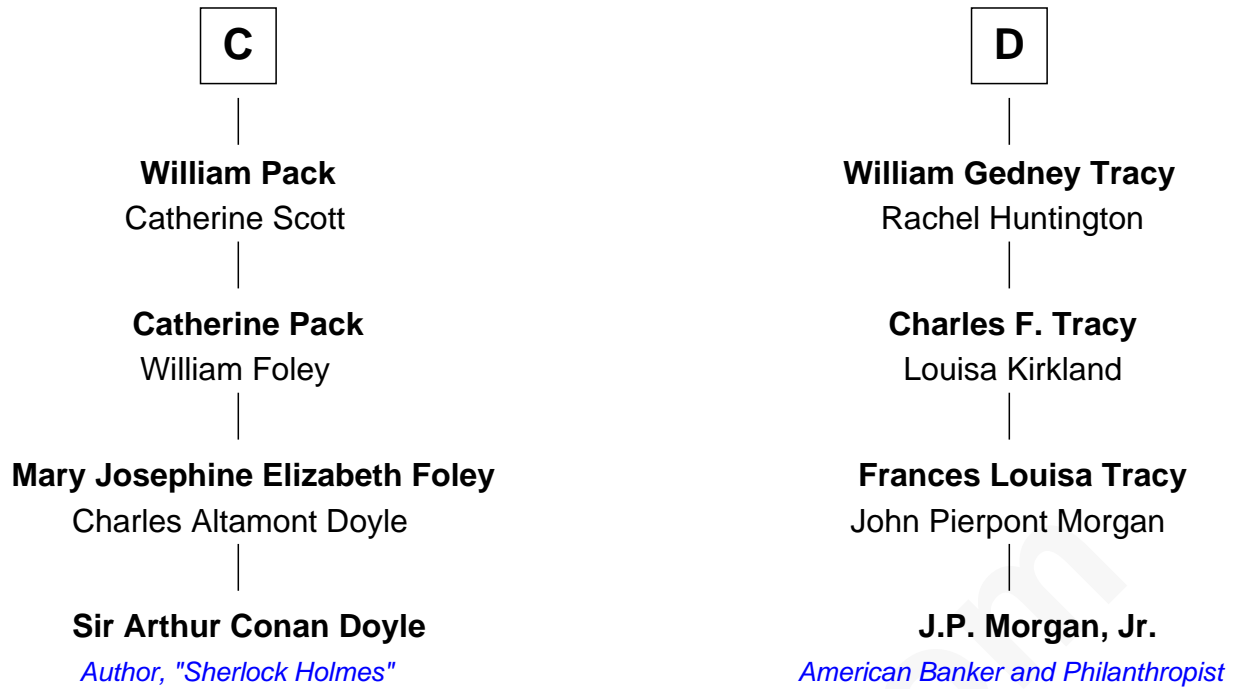 C
William Pack
Catherine Scott
Catherine Pack
William Foley
Mary Josephine Elizabeth Foley
Charles Altamont Doyle
Sir Arthur Conan Doyle
Author, "Sherlock Holmes"
D
William Gedney Tracy
Rachel Huntington
Charles F. Tracy
Louisa Kirkland
Frances Louisa Tracy
John Pierpont Morgan
J.P. Morgan, Jr.
American Banker and Philanthropist